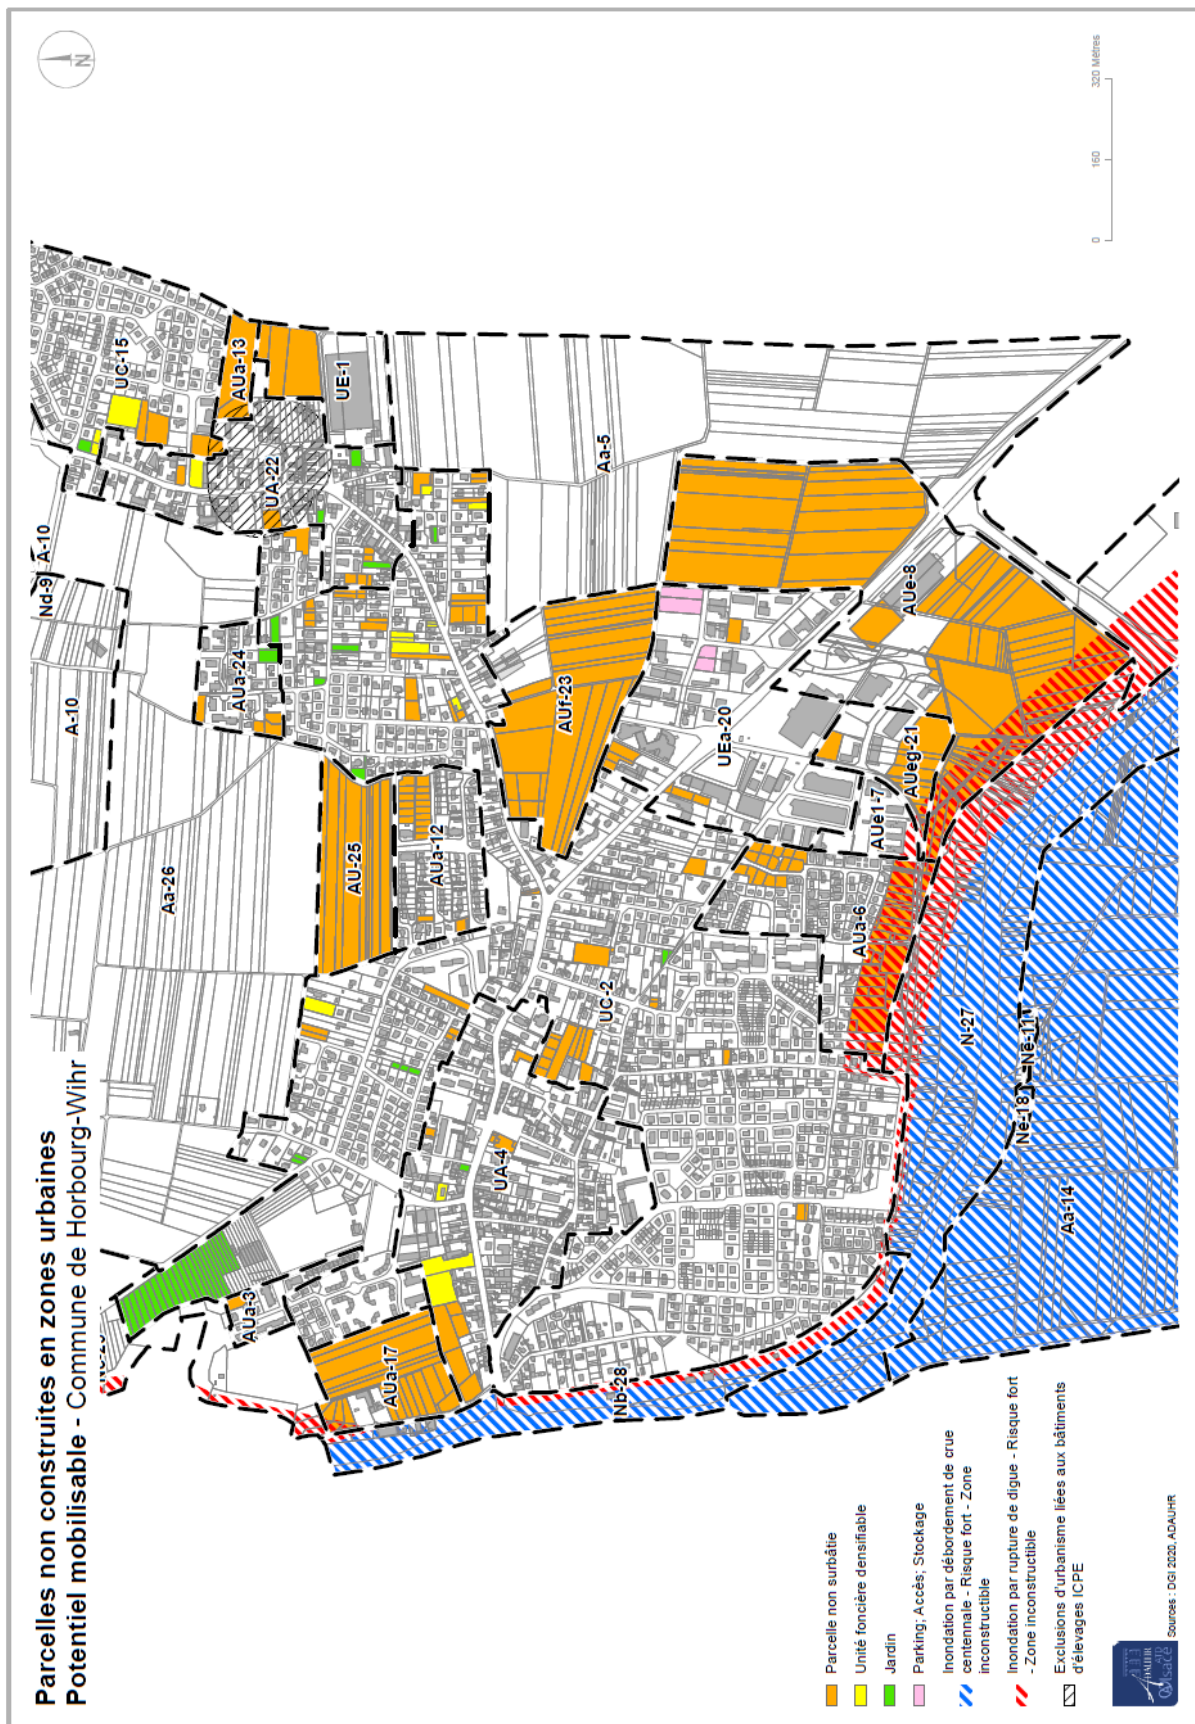 Parcelles non construites en zones urbaines
Potentiel mobilisable - Commune de Horbourg-Wihr
N
0
160
320 Mètres
UC-15
AUa-13
UE-1
UA-22
Aa-5
Nd-9
A-10
A-10
AUa-24
Aa-26
AU-25
AUa-12
AUf-23
AUe-8
UEa-20
AUeg-21
AUe1-7
AUa-6
UC-2
N-27
Ne-11
Ne-18
Aa-14
UA-4
AUa-3
AUa-17
Nb-28
Parcelle non surbâtie
Unité foncière densifiable
Jardin
Parking; Accès; Stockage
Inondation par débordement de crue
centennale - Risque fort - Zone
inconstructible
Inondation par rupture de digue - Risque fort
- Zone inconstructible
Exclusions d'urbanisme liées aux bâtiments
d'élevages ICPE
ADAUHR
ATD
Alsace
Sources : DGI 2020, ADAUHR